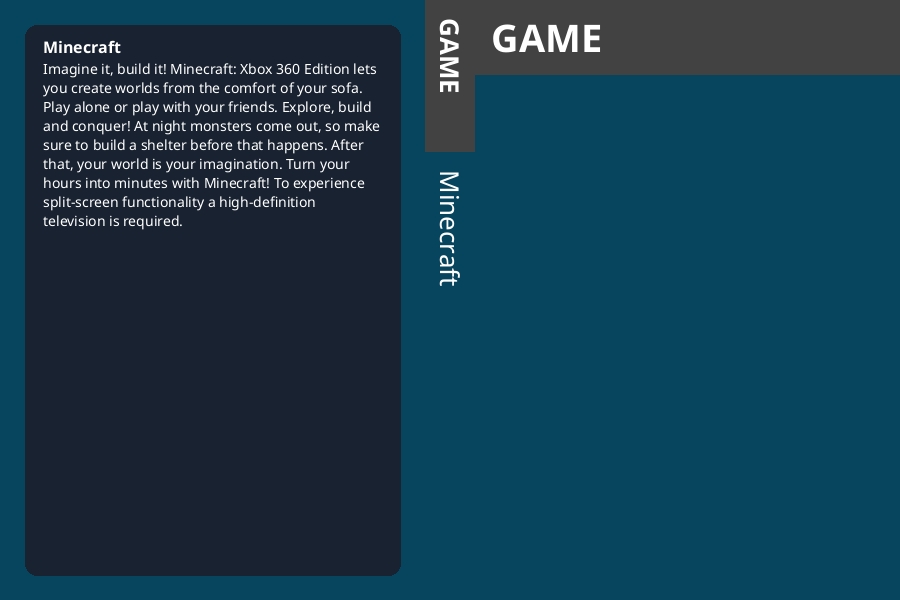 Minecraft
Imagine it, build it! Minecraft: Xbox 360 Edition lets
you create worlds from the comfort of your sofa.
Play alone or play with your friends. Explore, build
and conquer! At night monsters come out, so make
sure to build a shelter before that happens. After
that, your world is your imagination. Turn your
hours into minutes with Minecraft! To experience
split-screen functionality a high-definition
television is required.
GAME
Minecraft
GAME